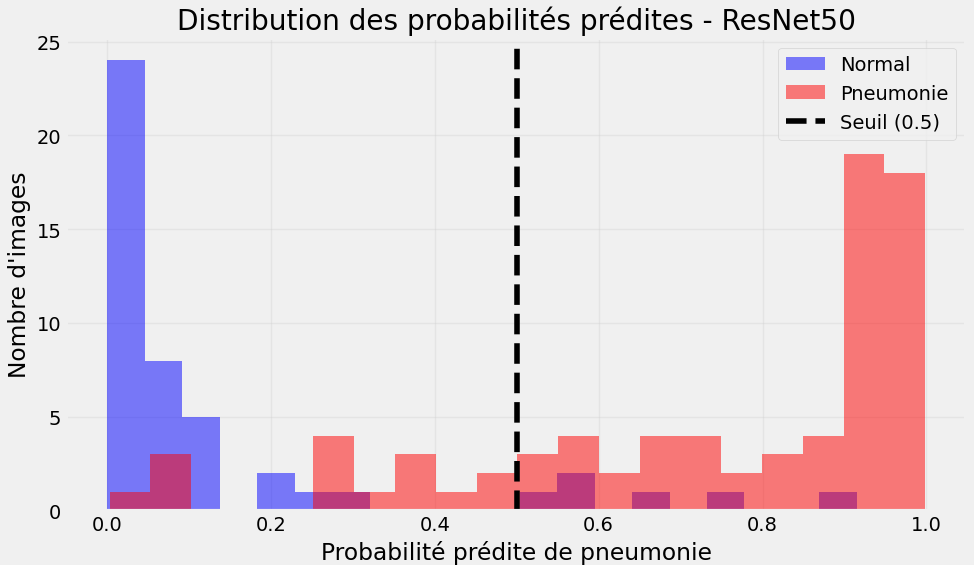 Distribution des probabilités prédites - ResNet50
Nombre d'images
25
20
15
10
5
0
Normal
Pneumonie
Seuil (0.5)
0.0 0.2 0.4 0.6 0.8 1.0
Probabilité prédite de pneumonie